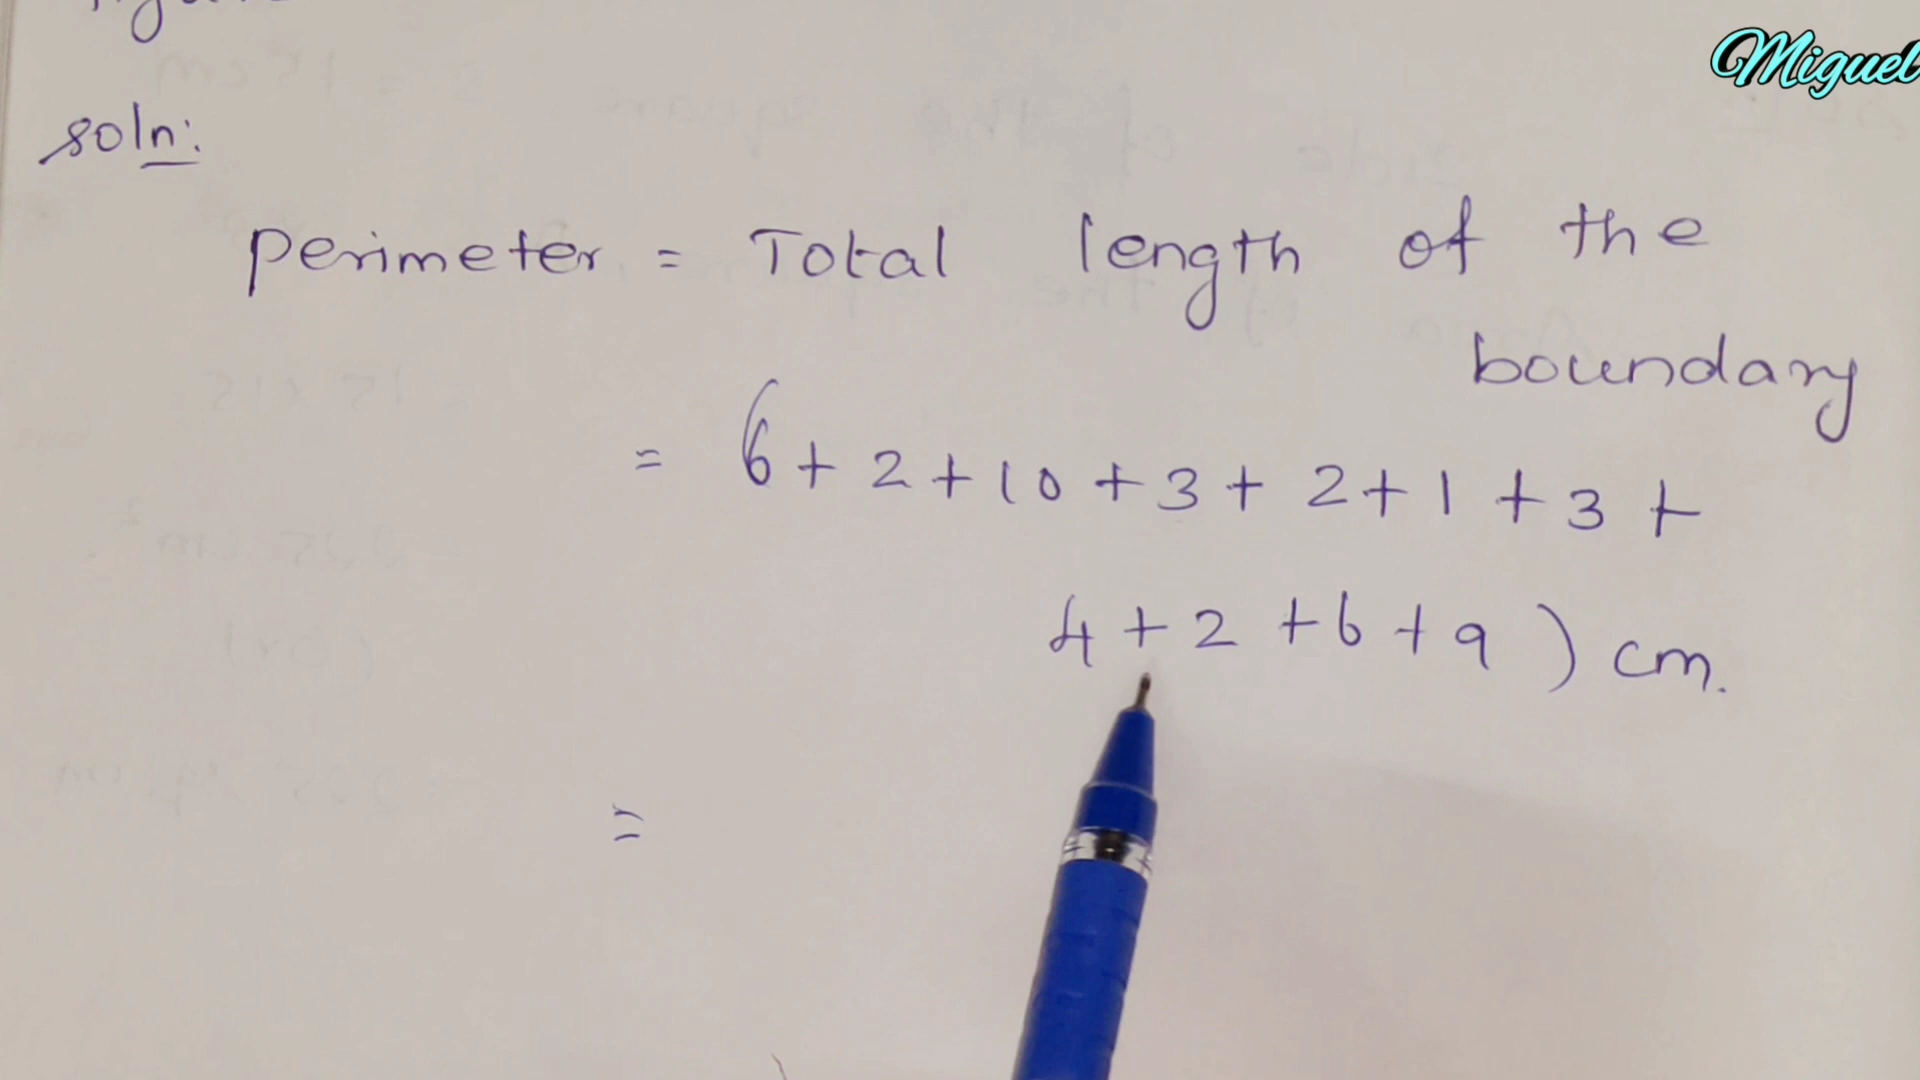 Miguel
soln:
Perimeter = Total length of the
boundary
= (6 + 2 + 10 + 3 + 2 + 1 + 3 +
4 + 2 + 6 + 9 ) cm.
=